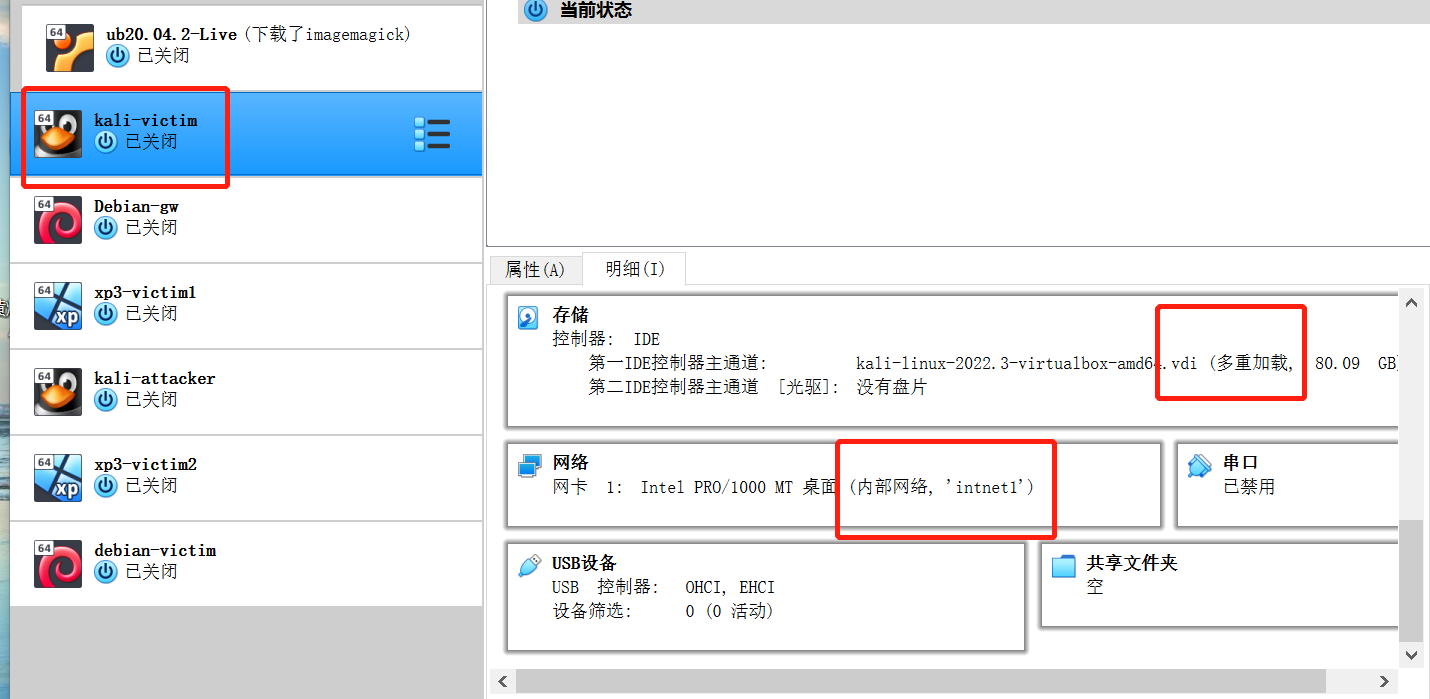 64
ub20.04.2-Live (下载了imagemagick)
已关闭
64
kali-victim
已关闭
64
Debian-gw
已关闭
64
xp
xp3-victim1
已关闭
64
kali-attacker
已关闭
64
xp
xp3-victim2
已关闭
64
debian-victim
已关闭
当前状态
属性(A)
明细(I)
存储
控制器: IDE
第一IDE控制器主通道: kali-linux-2022.3-virtualbox-amd64.vdi (多重加载, 80.09 GB)
第二IDE控制器主通道 [光驱]: 没有盘片
网络
网卡 1: Intel PRO/1000 MT 桌面 (内部网络, 'intnet1')
串口
已禁用
USB设备
USB 控制器: OHCI, EHCI
设备筛选: 0 (0 活动)
共享文件夹
空